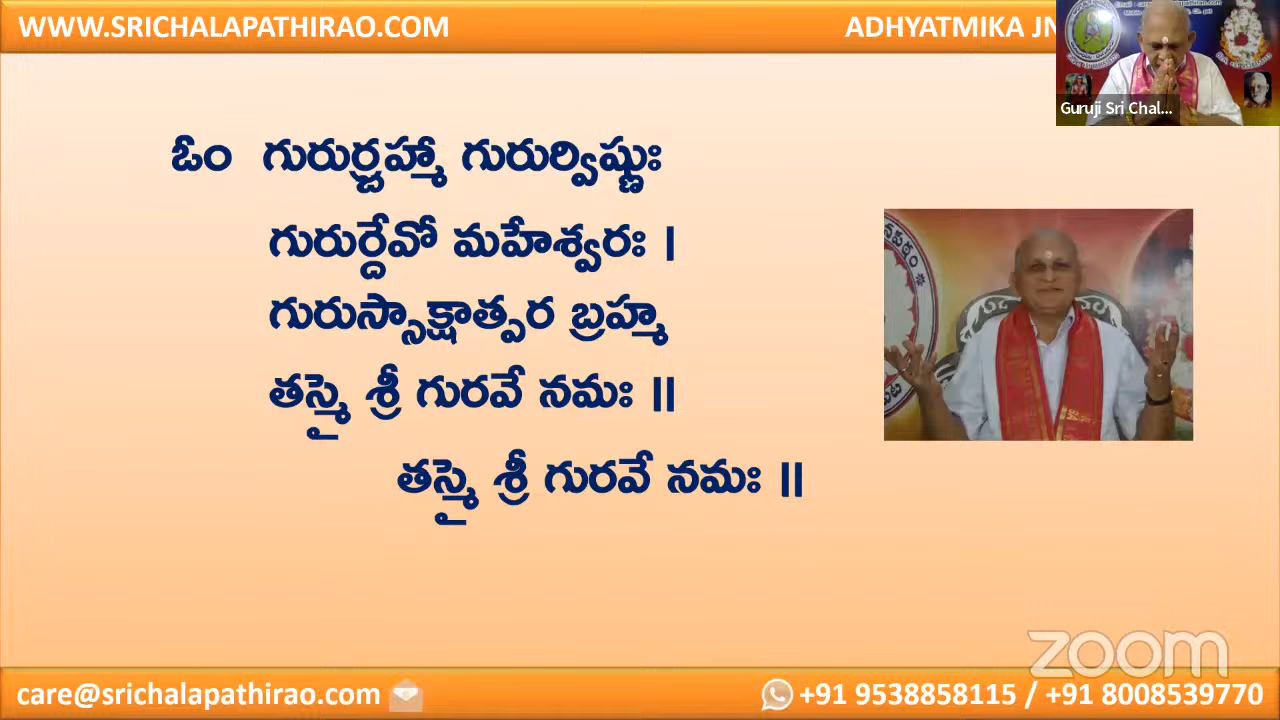 WWW.SRICHALAPATHIRAO.COM
ADHYATMIKA
Guruji Sri Chal...
ఓం గురుర్బ్రహ్మా గురుర్విష్ణుః
గురుర్దేవో మహేశ్వరః ।
గురుస్సాక్షాత్పర బ్రహ్మ
తస్మై శ్రీ గురవే నమః ॥
తస్మై శ్రీ గురవే నమః ॥
zoom
care@srichalapathirao.com
+91 9538858115 / +91 8008539770